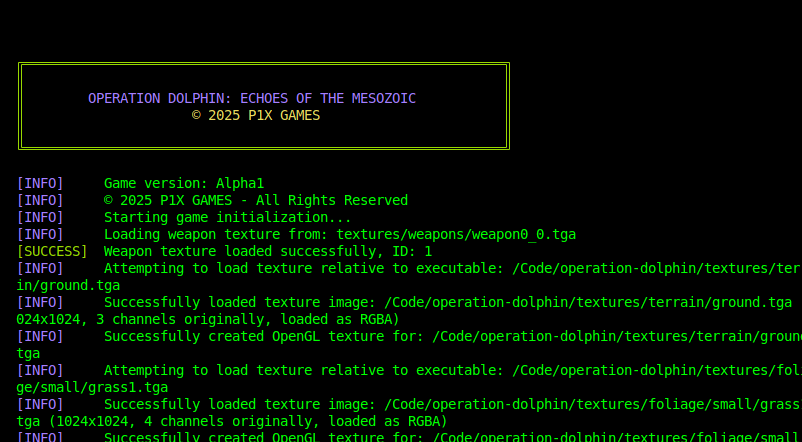 OPERATION DOLPHIN: ECHOES OF THE MESOZOIC
© 2025 P1X GAMES
[INFO] Game version: Alpha1
[INFO] © 2025 P1X GAMES - All Rights Reserved
[INFO] Starting game initialization...
[INFO] Loading weapon texture from: textures/weapons/weapon0_0.tga
[SUCCESS] Weapon texture loaded successfully, ID: 1
[INFO] Attempting to load texture relative to executable: /Code/operation-dolphin/textures/ter
in/ground.tga
[INFO] Successfully loaded texture image: /Code/operation-dolphin/textures/terrain/ground.tga
024x1024, 3 channels originally, loaded as RGBA)
[INFO] Successfully created OpenGL texture for: /Code/operation-dolphin/textures/terrain/groun
tga
[INFO] Attempting to load texture relative to executable: /Code/operation-dolphin/textures/fol
ge/small/grass1.tga
[INFO] Successfully loaded texture image: /Code/operation-dolphin/textures/foliage/small/grass
tga (1024x1024, 4 channels originally, loaded as RGBA)
[INFO] Successfully created OpenGL texture for: /Code/operation-dolphin/textures/foliage/small